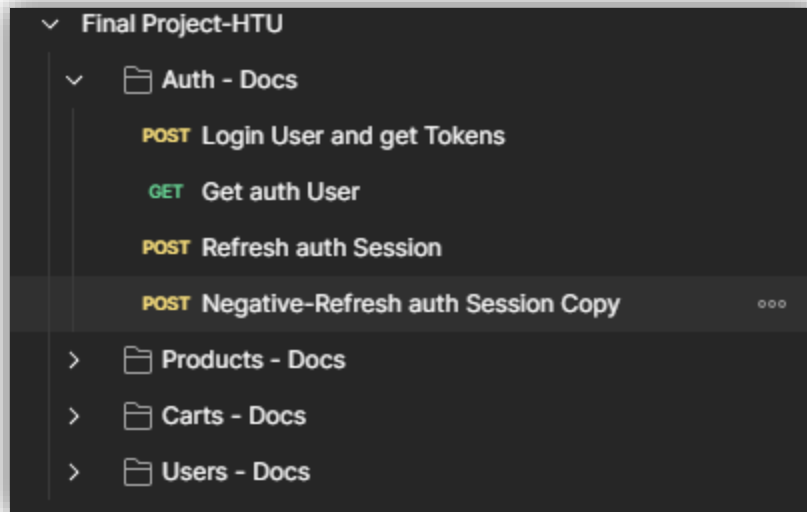 Final Project-HTU
Auth - Docs
POST Login User and get Tokens
GET Get auth User
POST Refresh auth Session
POST Negative-Refresh auth Session Copy
Products - Docs
Carts - Docs
Users - Docs